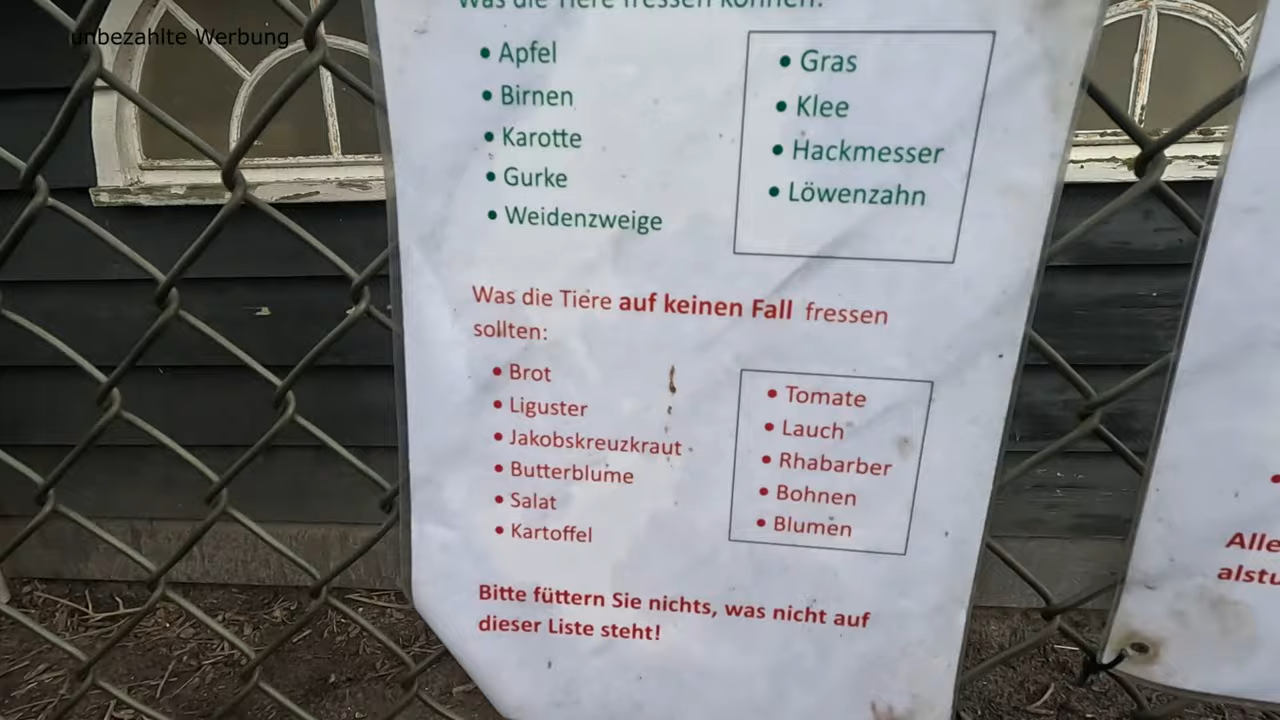 unbezahlte Werbung
Was die Tiere fressen können:
• Apfel
• Birnen
• Karotte
• Gurke
• Weidenzweige
• Gras
• Klee
• Hackmesser
• Löwenzahn
Was die Tiere auf keinen Fall fressen
sollten:
• Brot
• Liguster
• Jakobskreuzkraut
• Butterblume
• Salat
• Kartoffel
• Tomate
• Lauch
• Rhabarber
• Bohnen
• Blumen
Bitte füttern Sie nichts, was nicht auf
dieser Liste steht!
Alle